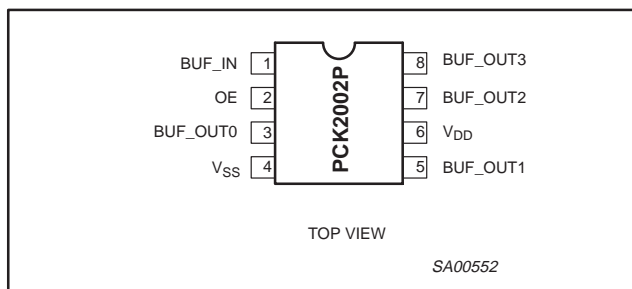 BUF_IN 1 8 BUF_OUT3
OE 2 7 BUF_OUT2
BUF_OUT0 3 6 VDD
VSS 4 5 BUF_OUT1
PCK2002P
TOP VIEW
SA00552